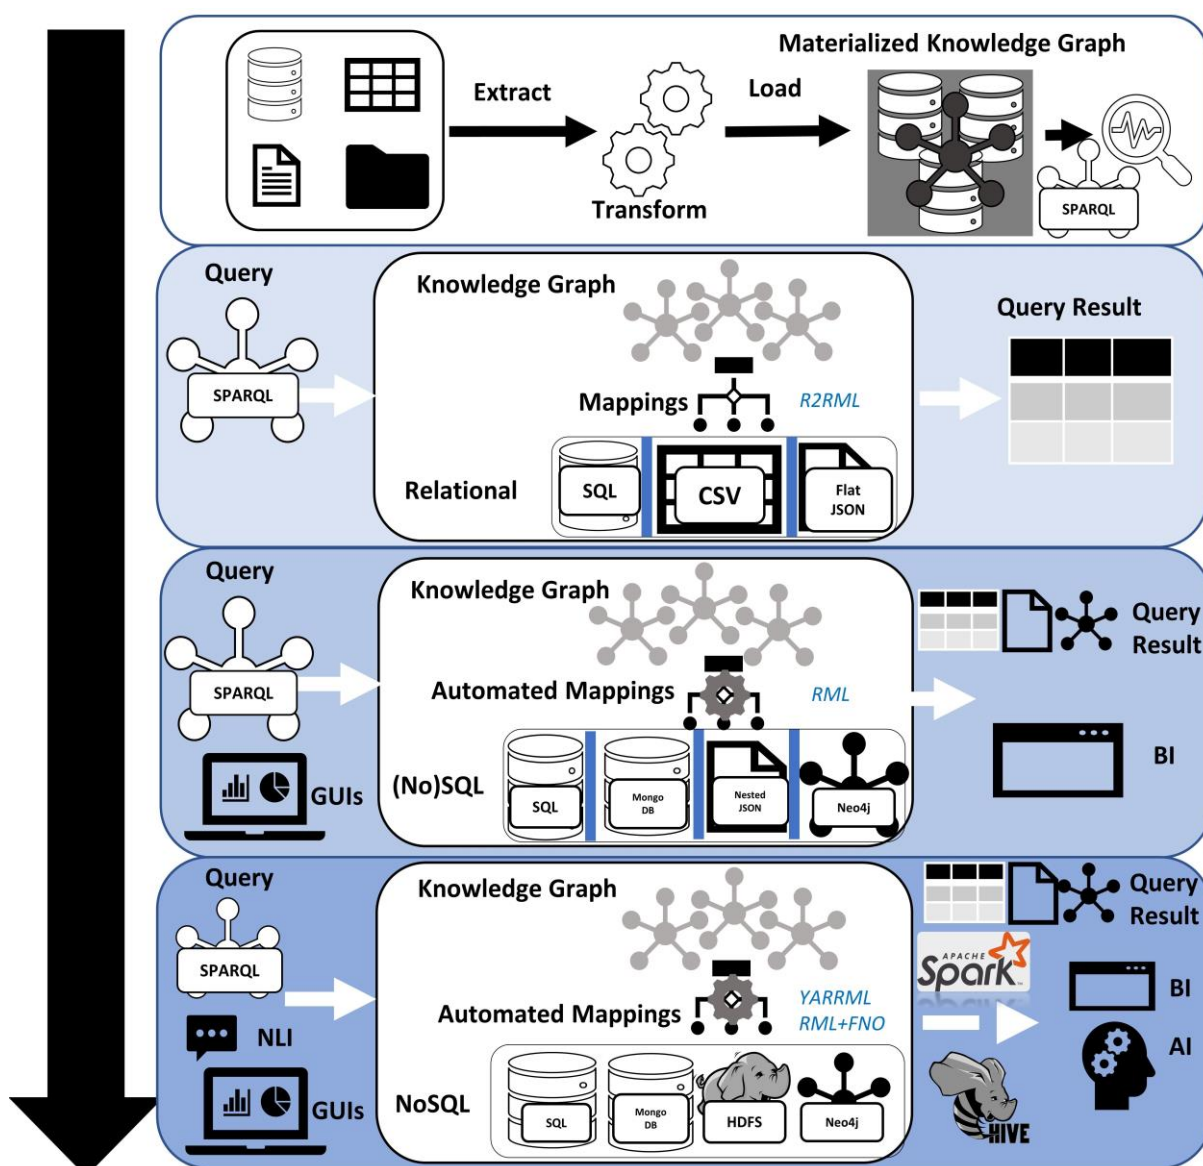 Materialized Knowledge Graph
Extract
Load
Transform
SPARQL
Query
SPARQL
Knowledge Graph
Mappings
R2RML
Relational
SQL
CSV
Flat
JSON
Query Result
Query
SPARQL
GUIs
Knowledge Graph
Automated Mappings
RML
(No)SQL
SQL
Mongo
DB
Nested
JSON
Neo4j
Query
Result
BI
Query
SPARQL
NLI
GUIs
Knowledge Graph
Automated Mappings
YARRML
RML+FNO
NoSQL
SQL
Mongo
DB
HDFS
Neo4j
Query
Result
APACHE
Spark™
HIVE
BI
AI